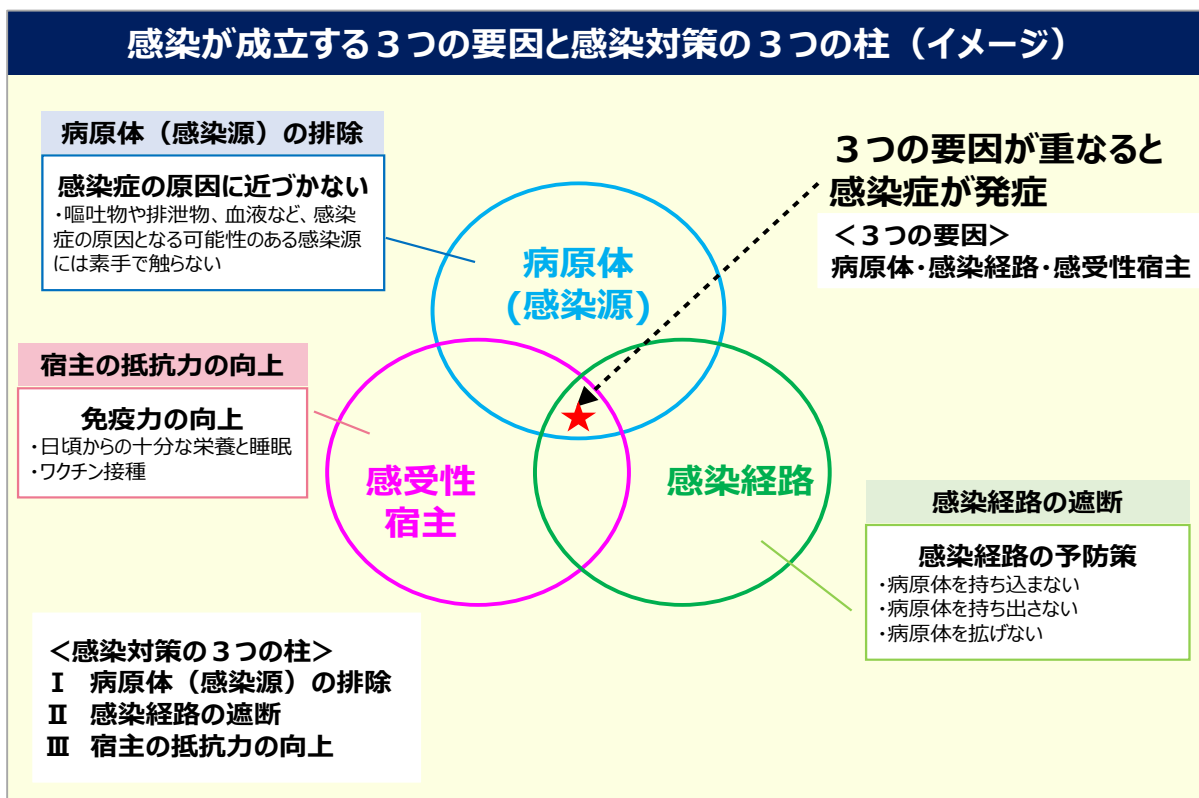 感染が成立する３つの要因と感染対策の３つの柱（イメージ）
病原体（感染源）の排除
感染症の原因に近づかない
・嘔吐物や排泄物、血液など、感染
症の原因となる可能性のある感染源
には素手で触らない
３つの要因が重なると
感染症が発症
＜３つの要因＞
病原体・感染経路・感受性宿主
病原体
(感染源)
宿主の抵抗力の向上
免疫力の向上
・日頃からの十分な栄養と睡眠
・ワクチン接種
感受性
宿主
感染経路
感染経路の遮断
感染経路の予防策
・病原体を持ち込まない
・病原体を持ち出さない
・病原体を拡げない
＜感染対策の３つの柱＞
Ⅰ　病原体（感染源）の排除
Ⅱ　感染経路の遮断
Ⅲ　宿主の抵抗力の向上